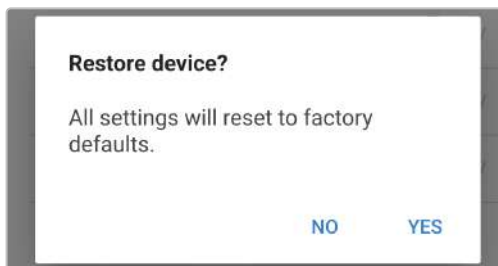 Restore device?
All settings will reset to factory
defaults.
NO YES